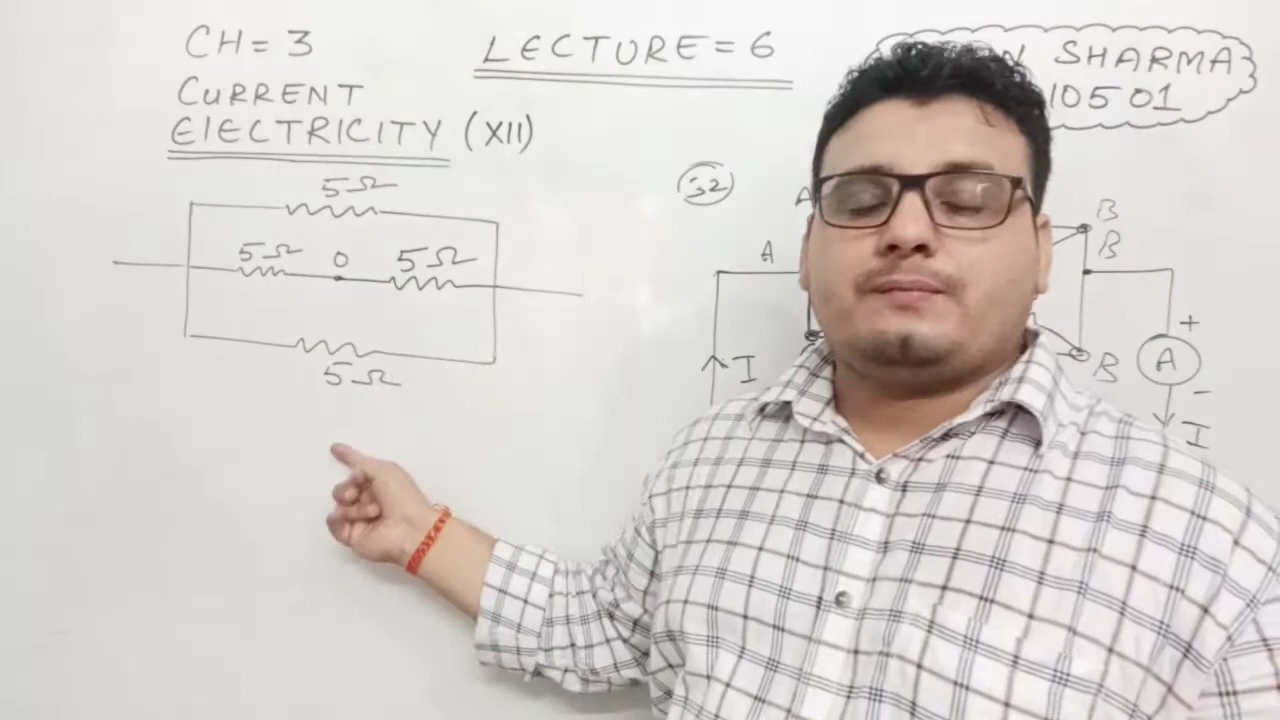 CH = 3
LECTURE = 6
SHARMA
10501
CURRENT
ElECTRICITY (XII)
5Ω
5Ω O 5Ω
5Ω
32
A
B
B
A
I
B
+
A
-
I